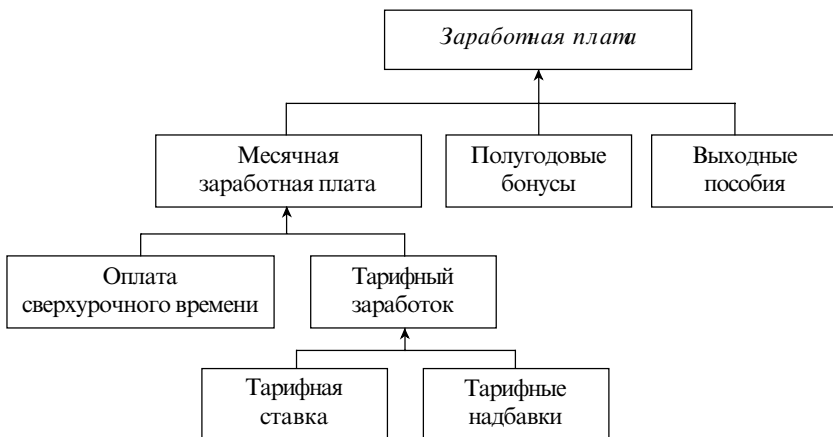 Заработная плата
Месячная
заработная плата
Полугодовые
бонусы
Выходные
пособия
Оплата
сверхурочного времени
Тарифный
заработок
Тарифная
ставка
Тарифные
надбавки